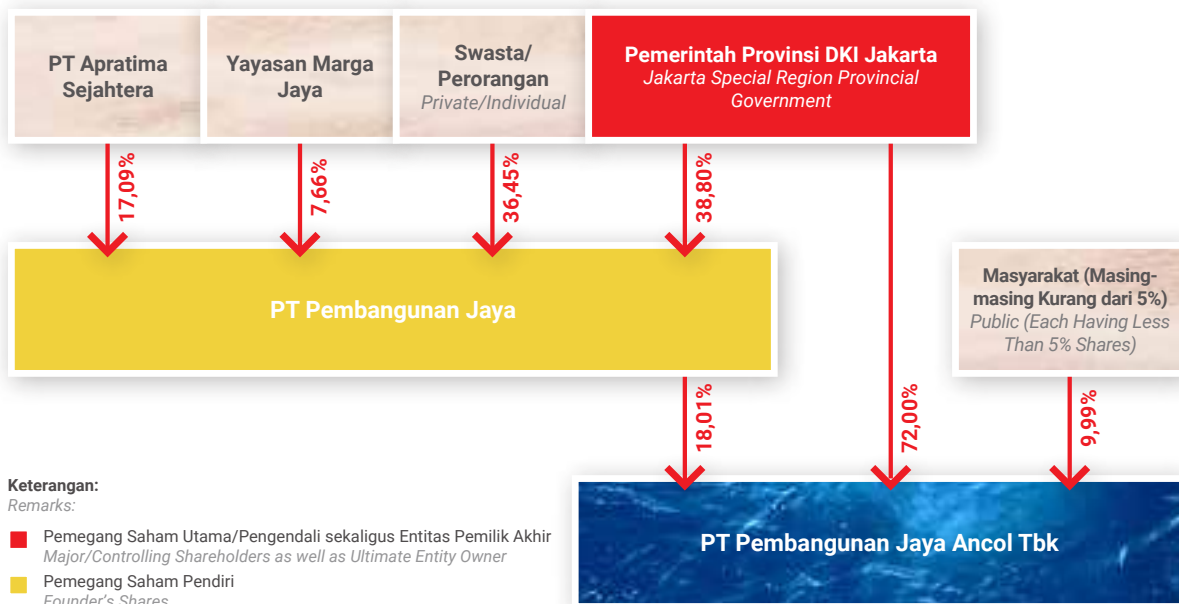 PT Apratima
Sejahtera
Yayasan Marga
Jaya
Swasta/
Perorangan
Private/Individual
Pemerintah Provinsi DKI Jakarta
Jakarta Special Region Provincial
Government
17,09%
7,66%
36,45%
38,80%
PT Pembangunan Jaya
Masyarakat (Masing-
masing Kurang dari 5%)
Public (Each Having Less
Than 5% Shares)
18,01%
72,00%
9,99%
PT Pembangunan Jaya Ancol Tbk
Keterangan:
Remarks:
Pemegang Saham Utama/Pengendali sekaligus Entitas Pemilik Akhir
Major/Controlling Shareholders as well as Ultimate Entity Owner
Pemegang Saham Pendiri
Founder's Shares